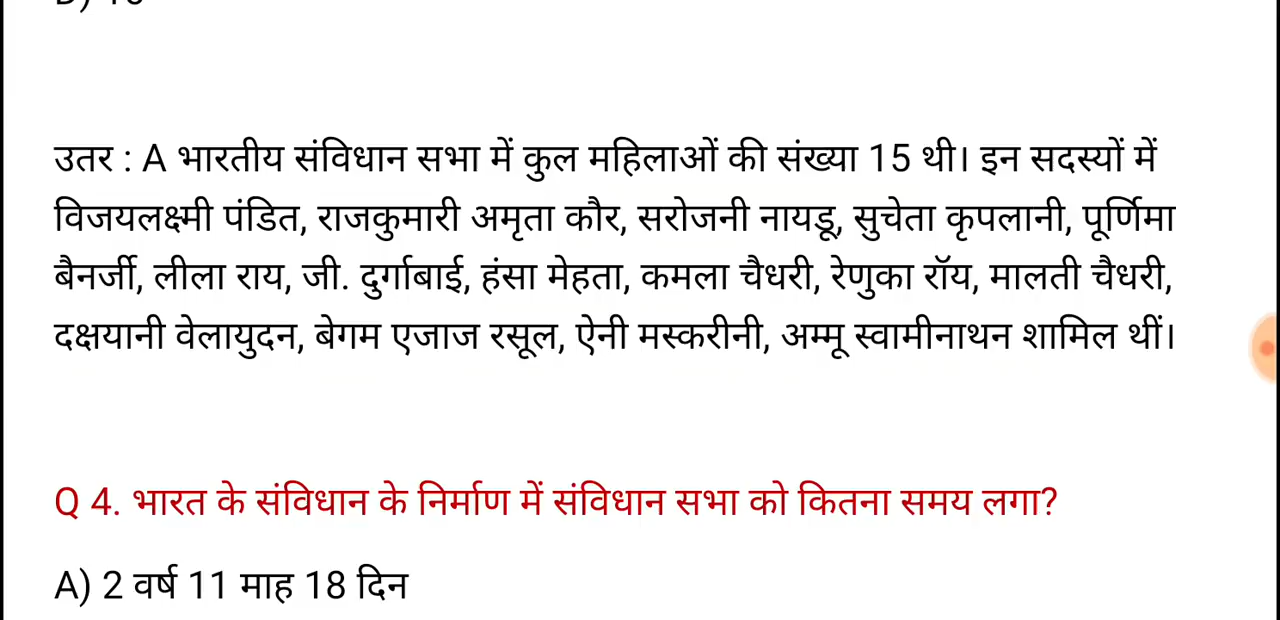 उतर : A भारतीय संविधान सभा में कुल महिलाओं की संख्या 15 थी। इन सदस्यों में
विजयलक्ष्मी पंडित, राजकुमारी अमृता कौर, सरोजनी नायडू, सुचेता कृपलानी, पूर्णिमा
बैनर्जी, लीला राय, जी. दुर्गाबाई, हंसा मेहता, कमला चैधरी, रेणुका रॉय, मालती चैधरी,
दक्षयानी वेलायुदन, बेगम एजाज रसूल, ऐनी मस्करीनी, अम्मू स्वामीनाथन शामिल थीं।
Q 4. भारत के संविधान के निर्माण में संविधान सभा को कितना समय लगा?
A) 2 वर्ष 11 माह 18 दिन